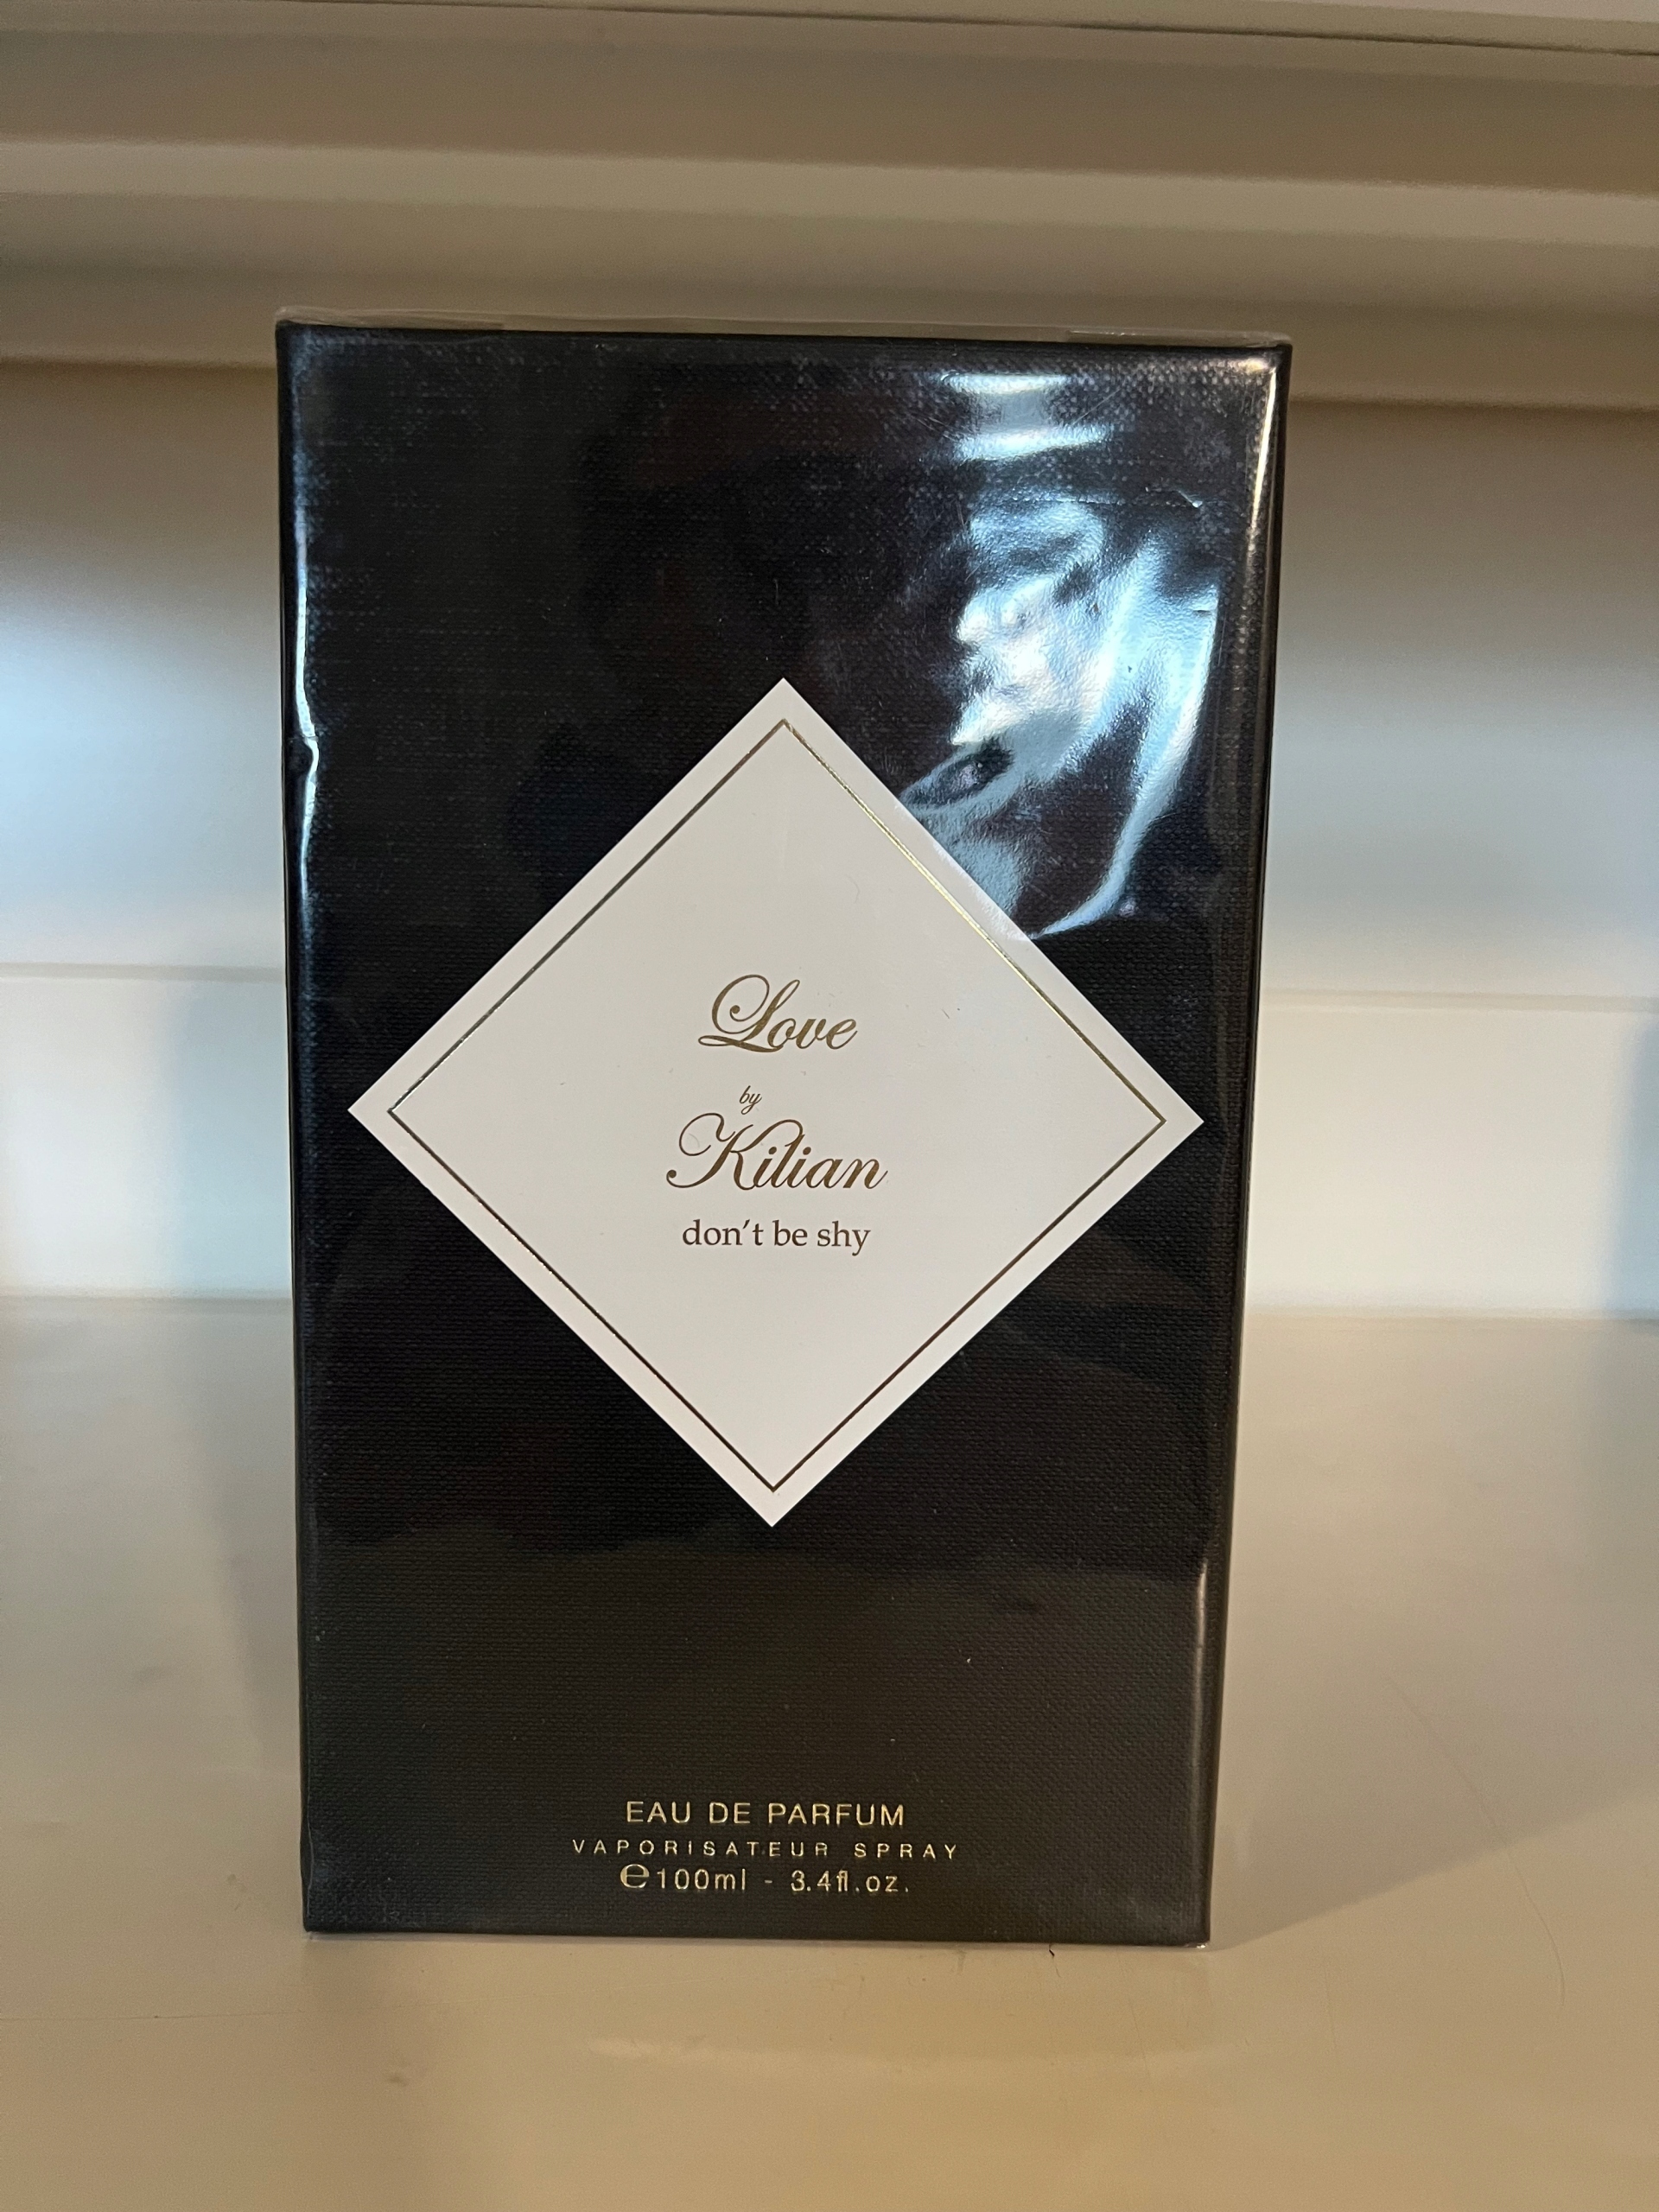 Love
by
Kilian
don't be shy
EAU DE PARFUM
VAPORISATEUR SPRAY
℮100ml - 3.4fl.oz.